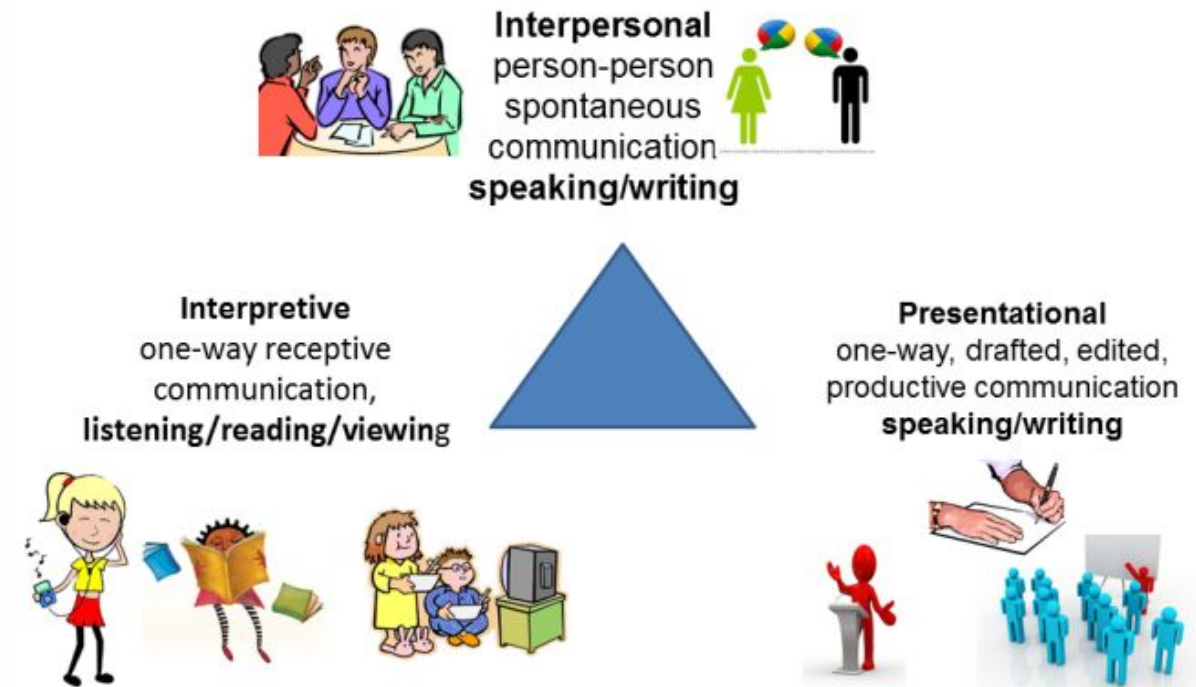 Interpersonal
person-person
spontaneous
communication
speaking/writing
Interpretive
one-way receptive
communication,
listening/reading/viewing
Presentational
one-way, drafted, edited,
productive communication
speaking/writing